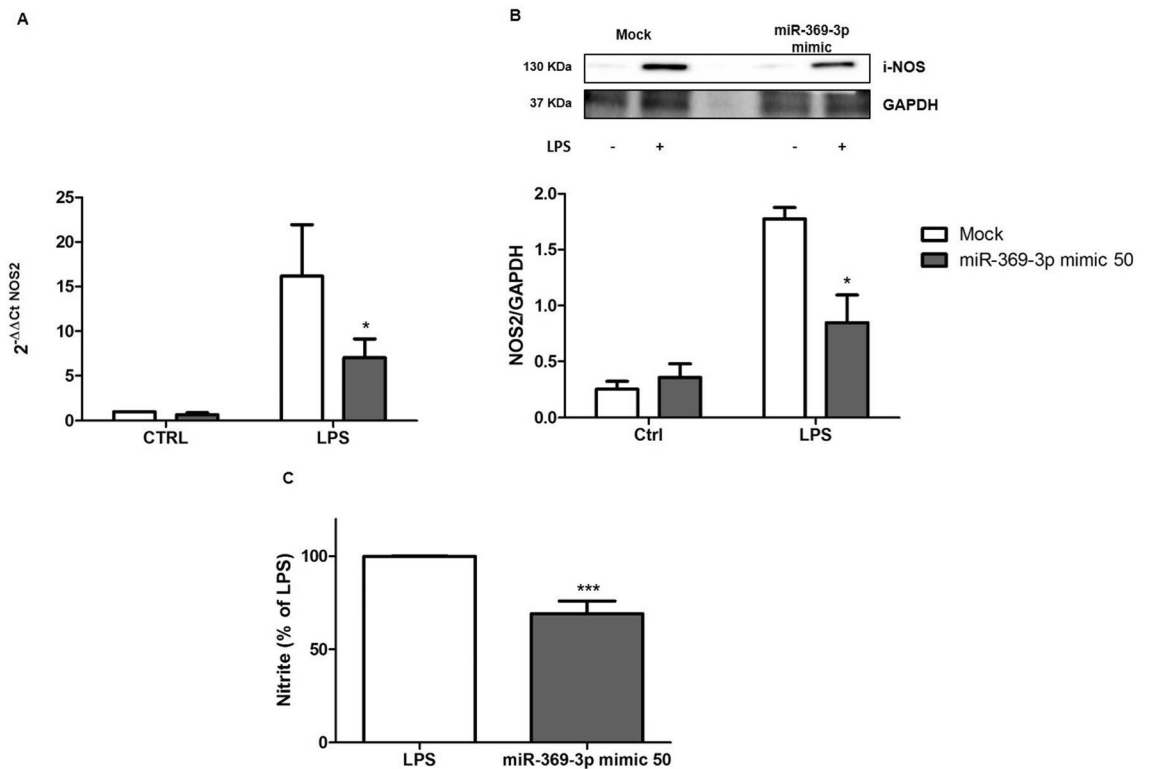 A
B
Mock
miR-369-3p
mimic
130 KDa
i-NOS
37 KDa
GAPDH
LPS - + - +
2-ΔΔCt NOS2
25
20
15
10
5
0
*
CTRL LPS
NOS2/GAPDH
2.0
1.5
1.0
0.5
0.0
*
Ctrl LPS
Mock
miR-369-3p mimic 50
C
Nitrite (% of LPS)
100
50
0
***
LPS miR-369-3p mimic 50